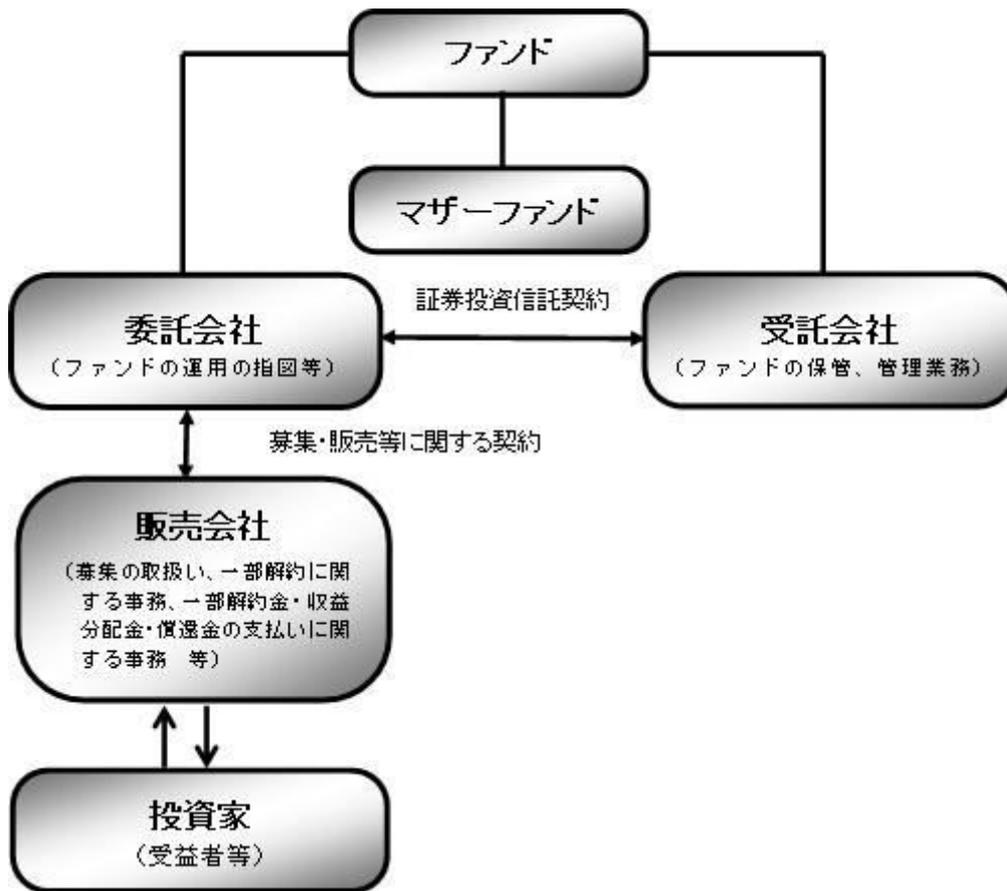 ファンド
マザーファンド
証券投資信託契約
委託会社
(ファンドの運用の指図等)
受託会社
(ファンドの保管、管理業務)
募集・販売等に関する契約
販売会社
(募集の取扱い、一部解約に関
する事務、一部解約金・収益
分配金・償還金の支払いに関
する事務　等)
投資家
(受益者等)